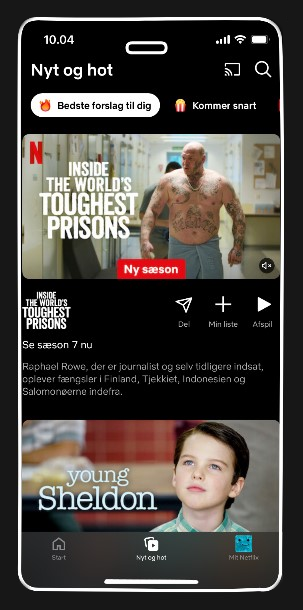 10.04
Nyt og hot
Bedste forslag til dig
Kommer snart
N
INSIDE
THE WORLD'S
TOUGHEST
PRISONS
Ny sæson
INSIDE
THE WORLD'S
TOUGHEST
PRISONS
Del
Min liste
Afspil
Se sæson 7 nu
Raphael Rowe, der er journalist og selv tidligere indsat,
oplever fængsler i Finland, Tjekkiet, Indonesien og
Salomonøerne indefra.
young
Sheldon
Start
Nyt og hot
Mit Netflix